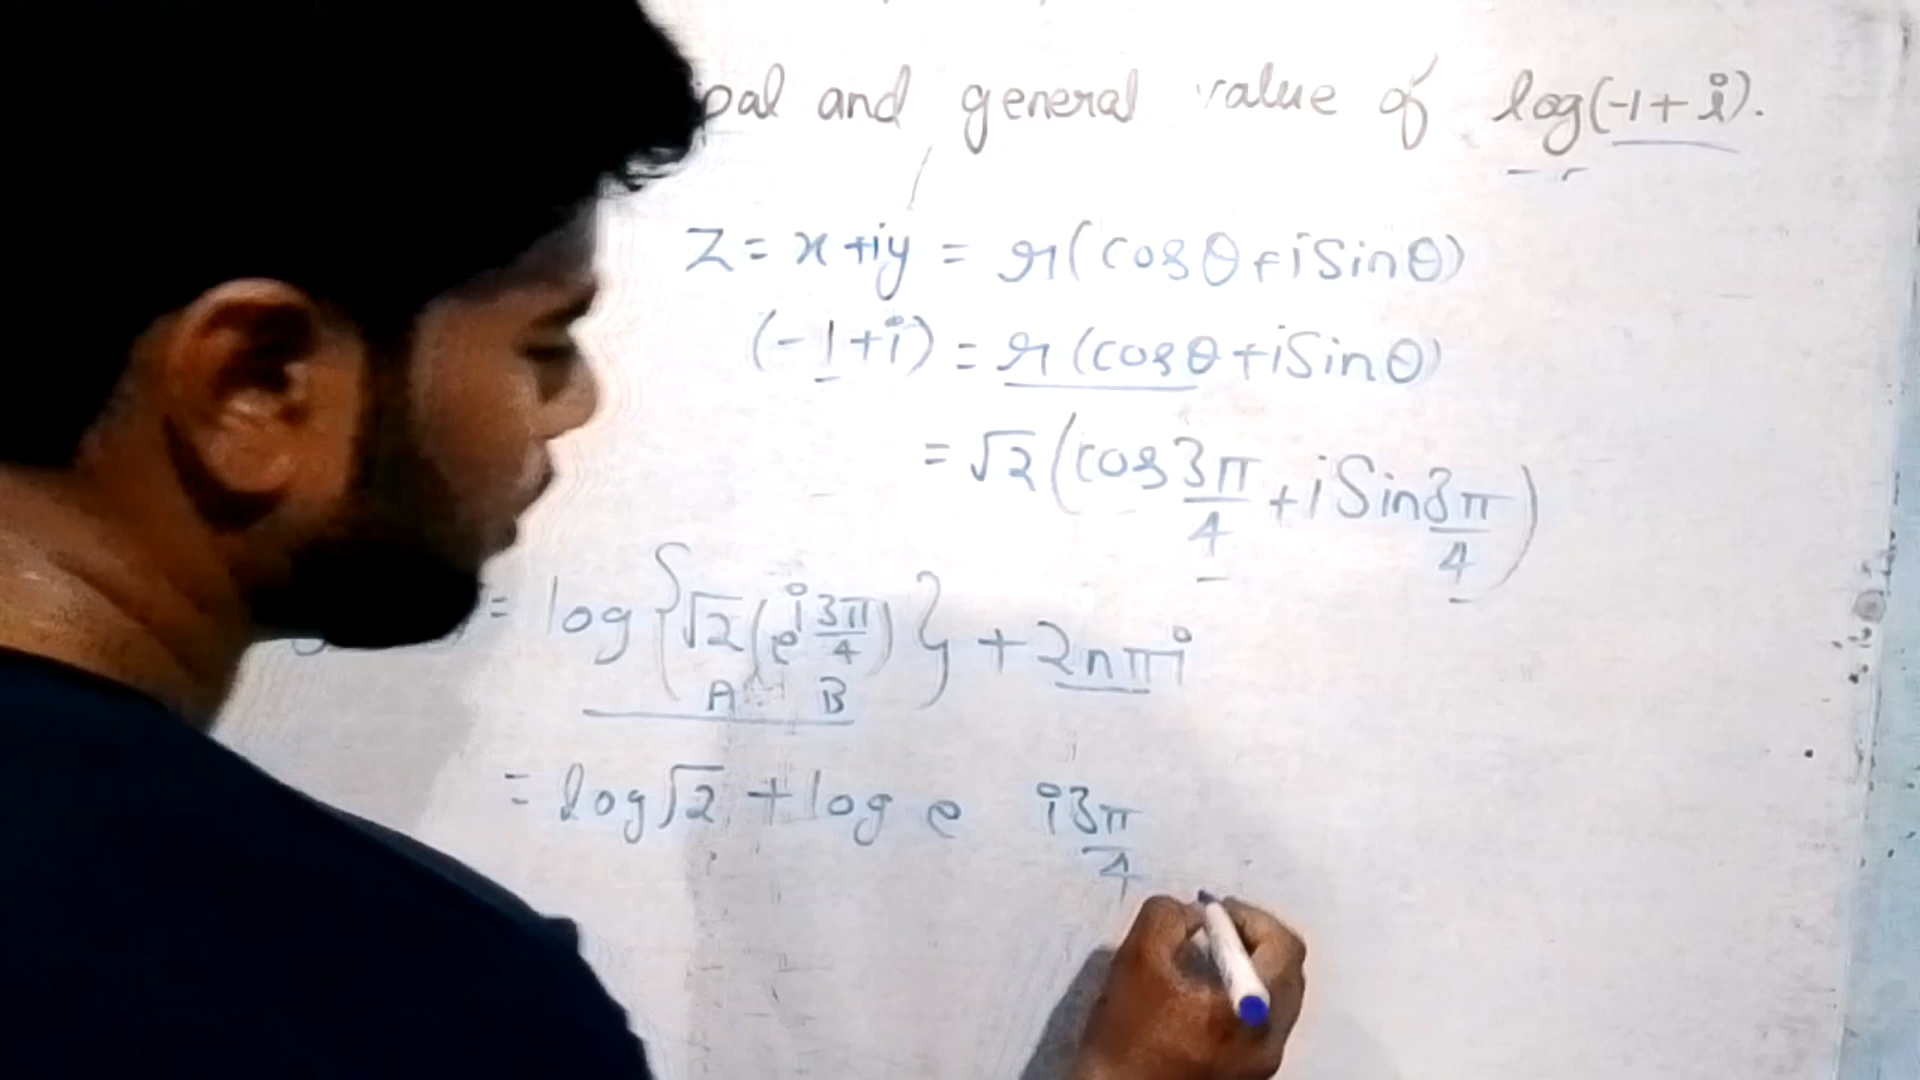 pal and general value of log(-1+i).
z = x+iy = r(cosθ+iSinθ)
(-1+i) = r(cosθ+iSinθ)
= √2(cos3π/4 + iSin3π/4)
= log{√2(e^i3π/4)} + 2nπi
A B
= log√2 + log e i3π/4